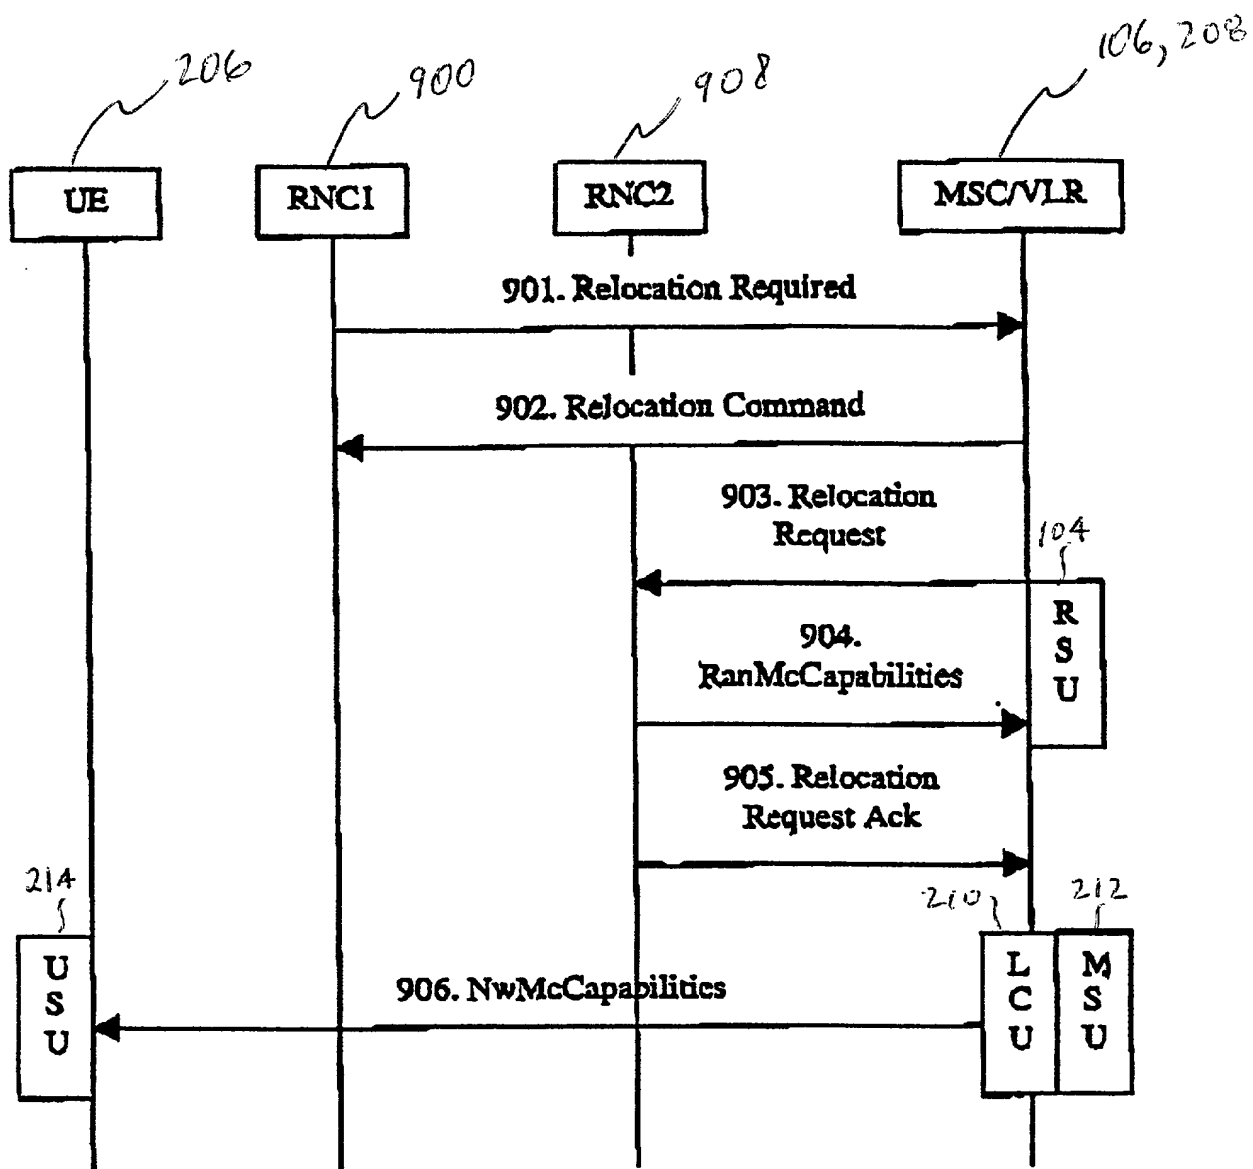 206
900
908
106, 208
UE
RNC1
RNC2
MSC/VLR
901. Relocation Required
902. Relocation Command
903. Relocation
Request
104
R
S
U
904.
RanMcCapabilities
905. Relocation
Request Ack
214
210
212
U
S
U
L
C
U
M
S
U
906. NwMcCapabilities